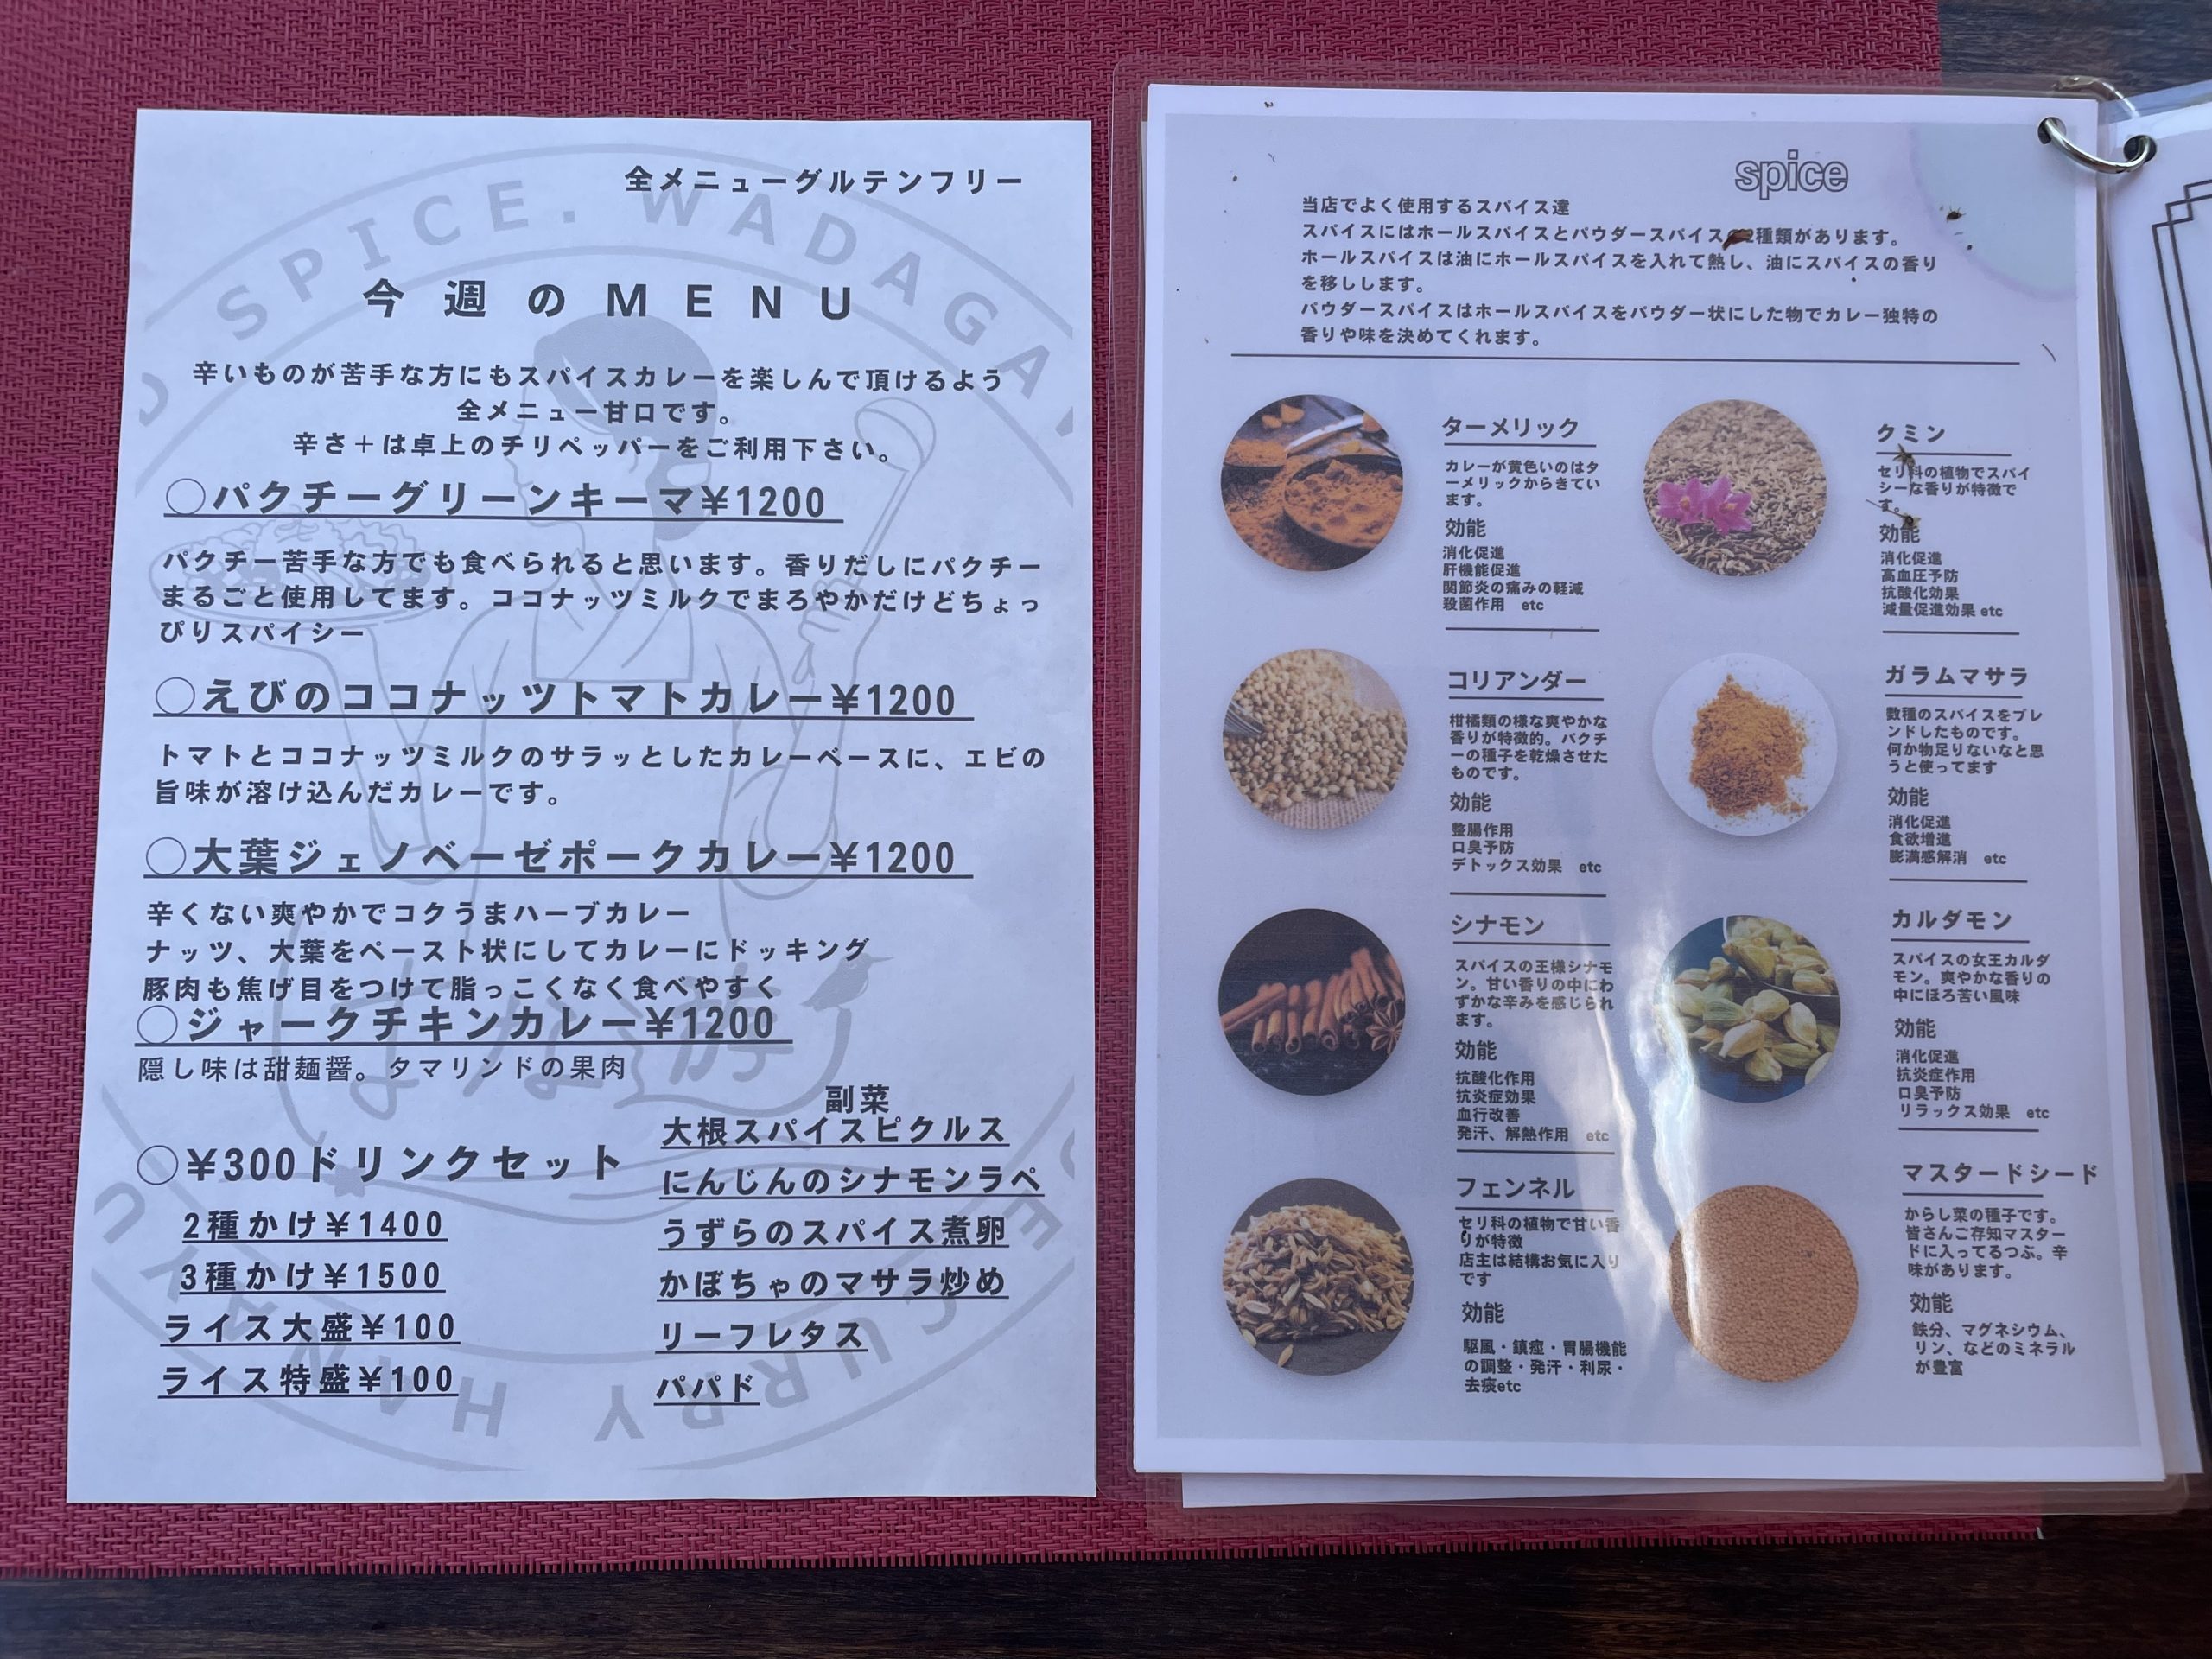 全メニューグルテンフリー
今週のMENU
辛いものが苦手な方にもスパイスカレーを楽しんで頂けるよう
全メニュー甘口です。
辛さ＋は卓上のチリペッパーをご利用下さい。
○パクチーグリーンキーマ¥1200
パクチー苦手な方でも食べられると思います。香りだしにパクチー
まるごと使用してます。ココナッツミルクでまろやかだけどちょっ
ぴりスパイシー
○えびのココナッツトマトカレー¥1200
トマトとココナッツミルクのサラッとしたカレーベースに、エビの
旨味が溶け込んだカレーです。
○大葉ジェノベーゼポークカレー¥1200
辛くない爽やかでコクうまハーブカレー
ナッツ、大葉をペースト状にしてカレーにドッキング
豚肉も焦げ目をつけて脂っこくなく食べやすく
○ジャークチキンカレー¥1200
隠し味は甜麺醤。タマリンドの果肉
○¥300ドリンクセット
2種かけ¥1400
3種かけ¥1500
ライス大盛¥100
ライス特盛¥100
副菜
大根スパイスピクルス
にんじんのシナモンラペ
うずらのスパイス煮卵
かぼちゃのマサラ炒め
リーフレタス
パパド
SPICE. WADAGA
CURRY HAN
spice
当店でよく使用するスパイス達
スパイスにはホールスパイスとパウダースパイス2種類があります。
ホールスパイスは油にホールスパイスを入れて熱し、油にスパイスの香り
を移しします。
パウダースパイスはホールスパイスをパウダー状にした物でカレー独特の
香りや味を決めてくれます。
ターメリック
カレーが黄色いのはタ
ーメリックからきてい
ます。
効能
消化促進
肝機能促進
関節炎の痛みの軽減
殺菌作用 etc
クミン
セリ科の植物でスパイ
シーな香りが特徴で
す。
効能
消化促進
高血圧予防
抗酸化効果
減量促進効果 etc
コリアンダー
柑橘類の様な爽やかな
香りが特徴的。パクチ
ーの種子を乾燥させた
ものです。
効能
整腸作用
口臭予防
デトックス効果 etc
ガラムマサラ
数種のスパイスをブレ
ンドしたものです。
何か物足りないなと思
うと使ってます
効能
消化促進
食欲増進
膨満感解消 etc
シナモン
スパイスの王様シナモ
ン。甘い香りの中にわ
ずかな辛みを感じられ
ます。
効能
抗酸化作用
抗炎症効果
血行改善
発汗、解熱作用 etc
カルダモン
スパイスの女王カルダ
モン。爽やかな香りの
中にほろ苦い風味
効能
消化促進
抗炎症作用
口臭予防
リラックス効果 etc
フェンネル
セリ科の植物で甘い香
りが特徴
店主は結構お気に入り
です
効能
駆風・鎮痙・胃腸機能
の調整・発汗・利尿・
去痰etc
マスタードシード
からし菜の種子です。
皆さんご存知マスター
ドに入ってるつぶ。辛
味があります。
効能
鉄分、マグネシウム、
リン、などのミネラル
が豊富